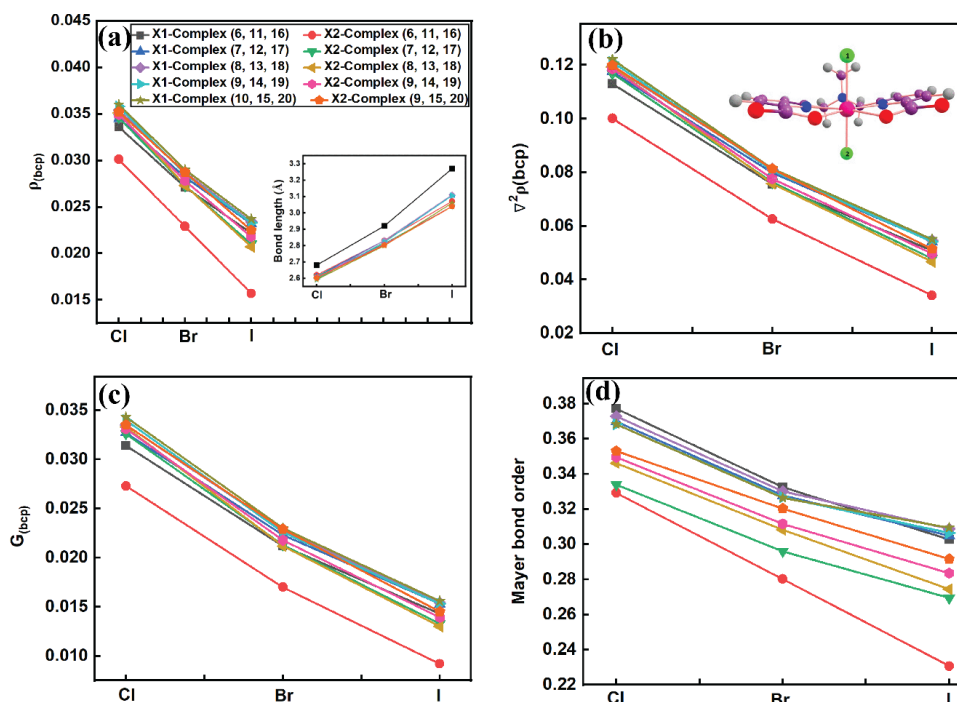 (a)
0.045
0.040
0.035
0.030
0.025
0.020
0.015
ρ(bcp)
X1-Complex (6, 11, 16) X2-Complex (6, 11, 16)
X1-Complex (7, 12, 17) X2-Complex (7, 12, 17)
X1-Complex (8, 13, 18) X2-Complex (8, 13, 18)
X1-Complex (9, 14, 19) X2-Complex (9, 14, 19)
X1-Complex (10, 15, 20) X2-Complex (9, 15, 20)
Bond length (Å)
3.3
3.2
3.1
3.0
2.9
2.8
2.7
2.6
Cl Br I
Cl Br I
(b)
0.12
0.10
0.08
0.06
0.04
0.02
∇²ρ(bcp)
1
2
Cl Br I
(c)
0.035
0.030
0.025
0.020
0.015
0.010
G(bcp)
Cl Br I
(d)
0.38
0.36
0.34
0.32
0.30
0.28
0.26
0.24
0.22
Mayer bond order
Cl Br I